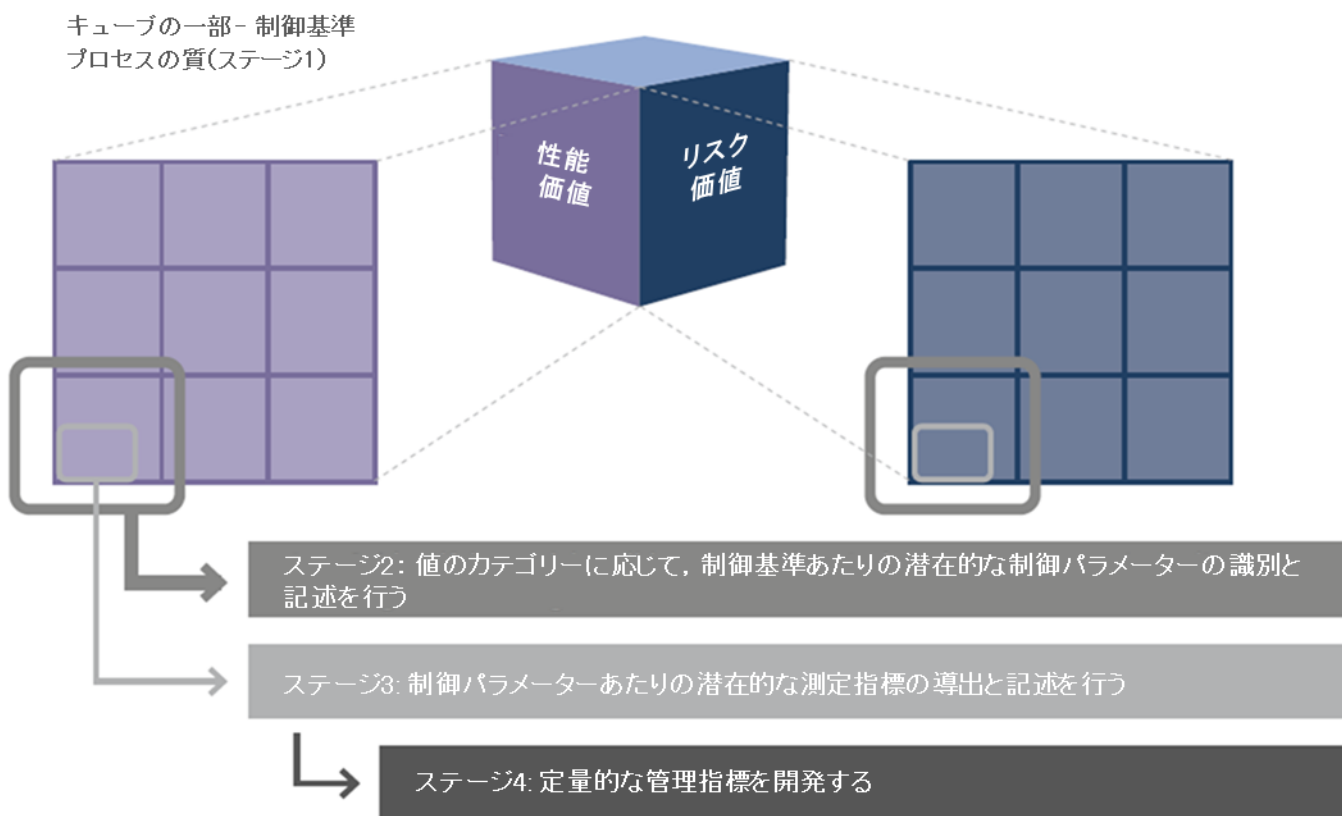 キューブの一部- 制御基準
プロセスの質(ステージ1)
性能
価値
リスク
価値
ステージ2: 値のカテゴリーに応じて, 制御基準あたりの潜在的な制御パラメーターの識別と
記述を行う
ステージ3: 制御パラメーターあたりの潜在的な測定指標の導出と記述を行う
ステージ4: 定量的な管理指標を開発する